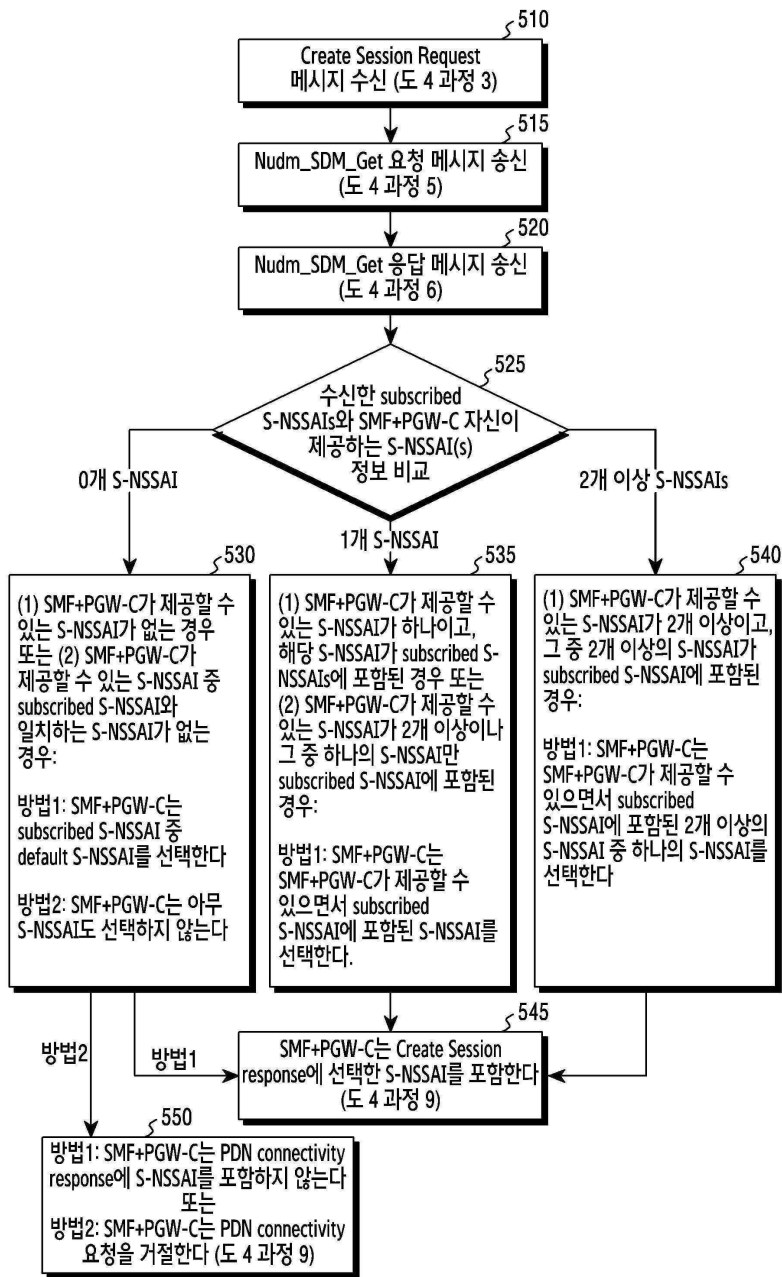 510
Create Session Request
메시지 수신 (도 4 과정 3)
515
Nudm_SDM_Get 요청 메시지 송신
(도 4 과정 5)
520
Nudm_SDM_Get 응답 메시지 송신
(도 4 과정 6)
525
수신한 subscribed
S-NSSAIs와 SMF+PGW-C 자신이
제공하는 S-NSSAI(s)
정보 비교
0개 S-NSSAI
1개 S-NSSAI
2개 이상 S-NSSAIs
530
(1) SMF+PGW-C가 제공할 수
있는 S-NSSAI가 없는 경우
또는 (2) SMF+PGW-C가
제공할 수 있는 S-NSSAI 중
subscribed S-NSSAI와
일치하는 S-NSSAI가 없는
경우:
방법1: SMF+PGW-C는
subscribed S-NSSAI 중
default S-NSSAI를 선택한다
방법2: SMF+PGW-C는 아무
S-NSSAI도 선택하지 않는다
535
(1) SMF+PGW-C가 제공할 수
있는 S-NSSAI가 하나이고,
해당 S-NSSAI가 subscribed S-
NSSAIs에 포함된 경우 또는
(2) SMF+PGW-C가 제공할 수
있는 S-NSSAI가 2개 이상이나
그 중 하나의 S-NSSAI만
subscribed S-NSSAI에 포함된
경우:
방법1: SMF+PGW-C는
SMF+PGW-C가 제공할 수
있으면서 subscribed
S-NSSAI에 포함된 S-NSSAI를
선택한다.
540
(1) SMF+PGW-C가 제공할 수
있는 S-NSSAI가 2개 이상이고,
그 중 2개 이상의 S-NSSAI가
subscribed S-NSSAI에 포함된
경우:
방법1: SMF+PGW-C는
SMF+PGW-C가 제공할 수
있으면서 subscribed
S-NSSAI에 포함된 2개 이상의
S-NSSAI 중 하나의 S-NSSAI를
선택한다
방법2
방법1
545
SMF+PGW-C는 Create Session
response에 선택한 S-NSSAI를 포함한다
(도 4 과정 9)
550
방법1: SMF+PGW-C는 PDN connectivity
response에 S-NSSAI를 포함하지 않는다
또는
방법2: SMF+PGW-C는 PDN connectivity
요청을 거절한다 (도 4 과정 9)